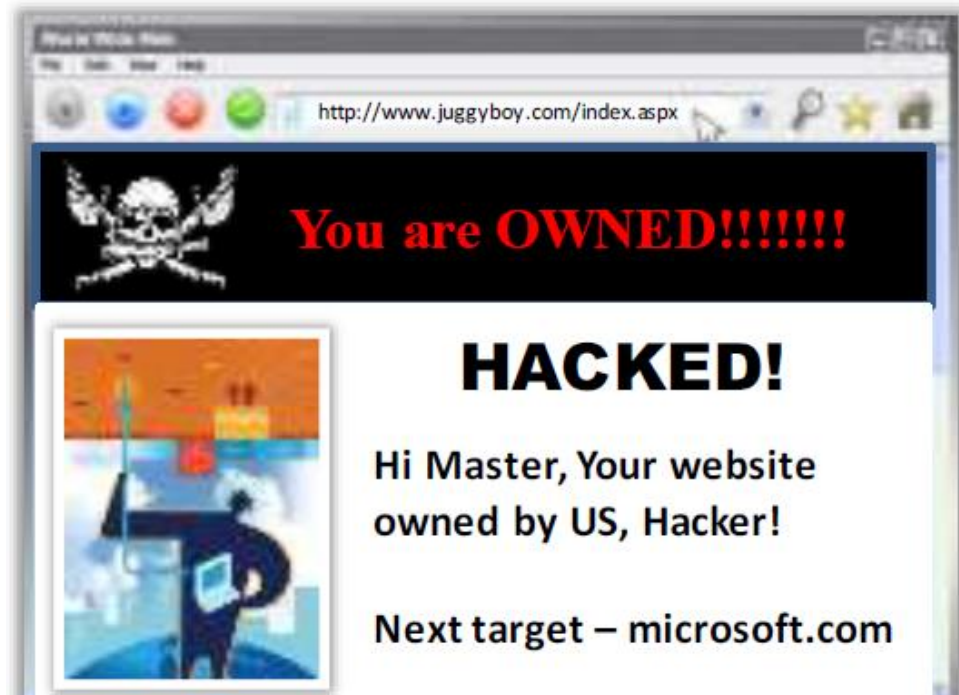 http://www.juggyboy.com/index.aspx
You are OWNED!!!!!!!
HACKED!
Hi Master, Your website
owned by US, Hacker!
Next target – microsoft.com